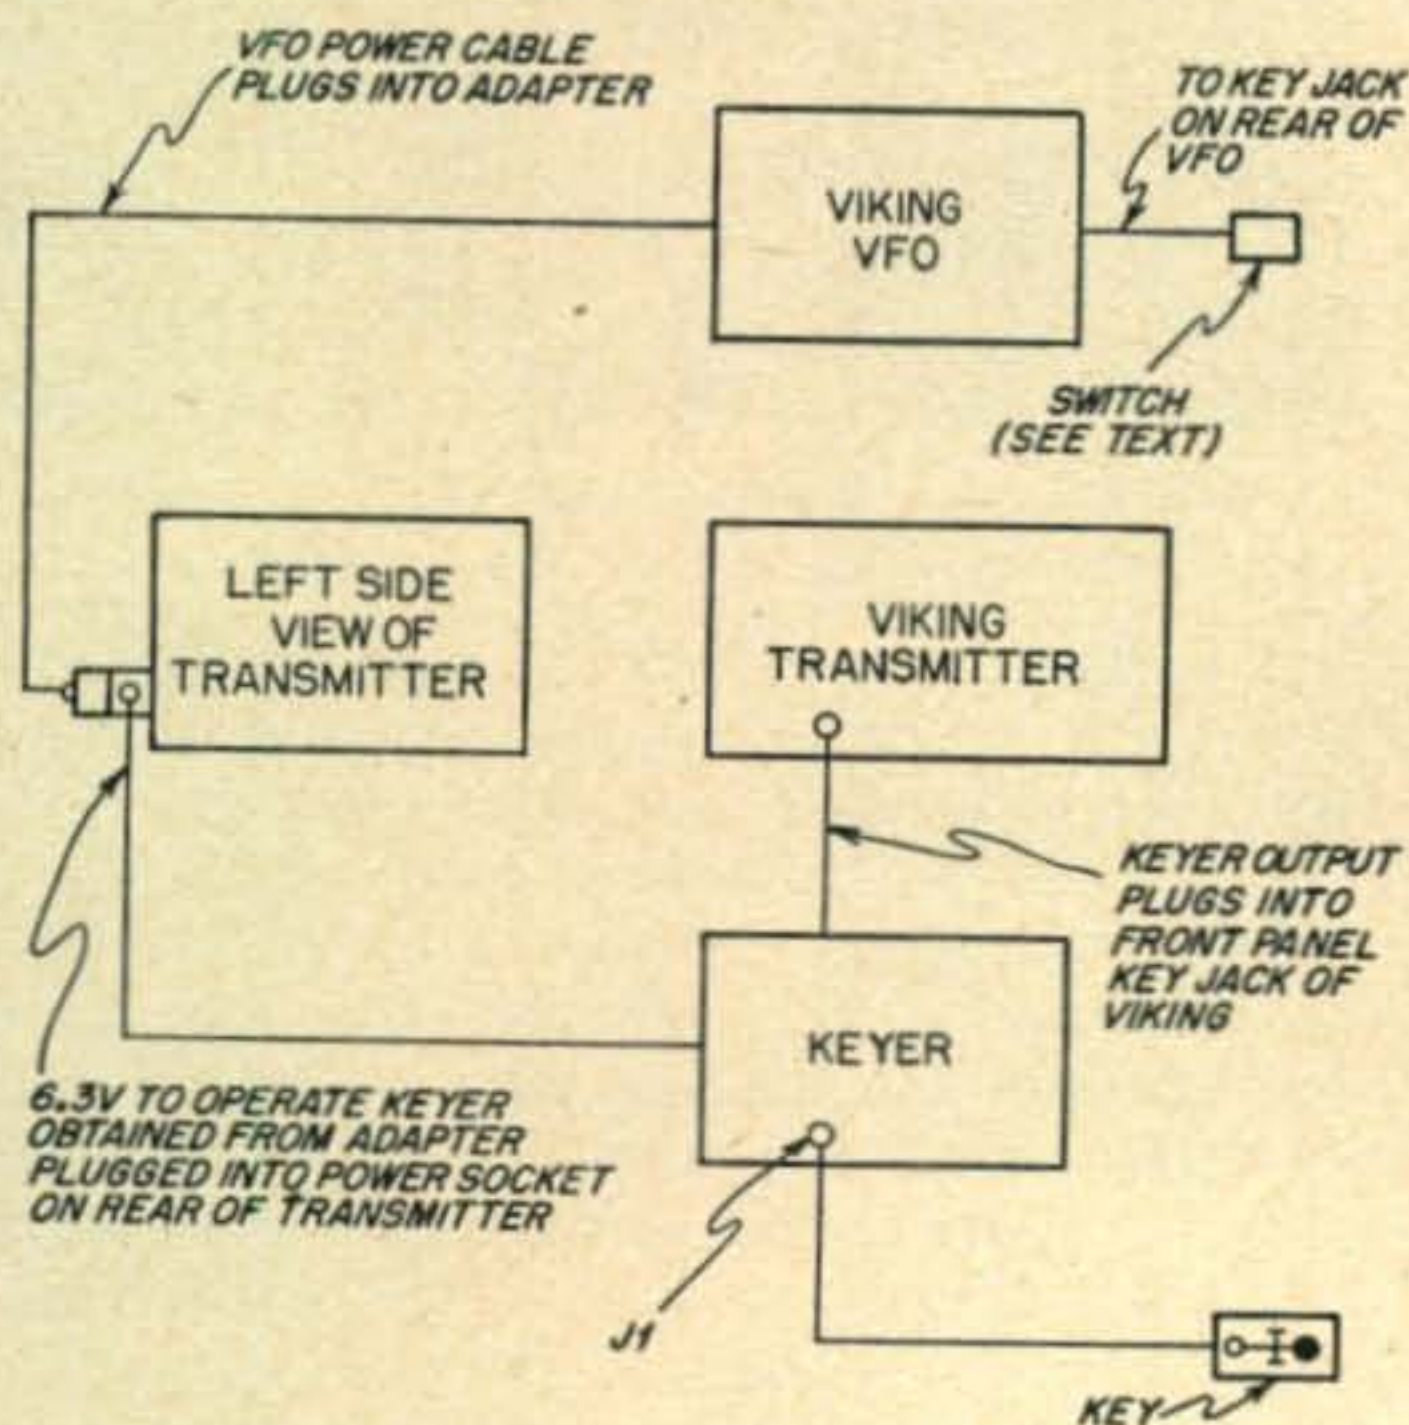 VFO POWER CABLE
PLUGS INTO ADAPTER
TO KEY JACK
ON REAR OF
VFO
VIKING
VFO
SWITCH
(SEE TEXT)
LEFT SIDE
VIEW OF
TRANSMITTER
VIKING
TRANSMITTER
KEYER OUTPUT
PLUGS INTO
FRONT PANEL
KEY JACK OF
VIKING
KEYER
6.3V TO OPERATE KEYER
OBTAINED FROM ADAPTER
PLUGGED INTO POWER SOCKET
ON REAR OF TRANSMITTER
J1
KEY